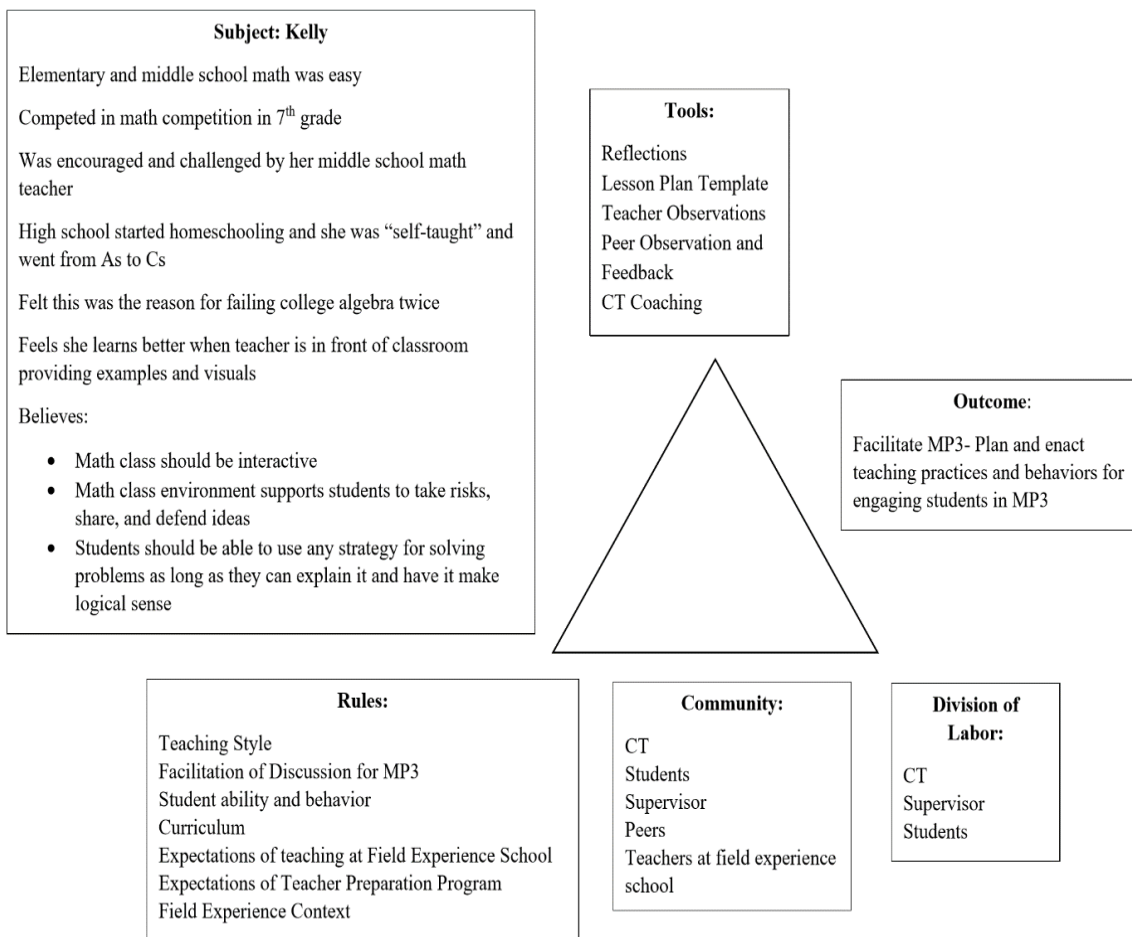 Subject: Kelly
Elementary and middle school math was easy
Competed in math competition in 7th grade
Was encouraged and challenged by her middle school math
teacher
High school started homeschooling and she was “self-taught” and
went from As to Cs
Felt this was the reason for failing college algebra twice
Feels she learns better when teacher is in front of classroom
providing examples and visuals
Believes:
• Math class should be interactive
• Math class environment supports students to take risks,
share, and defend ideas
• Students should be able to use any strategy for solving
problems as long as they can explain it and have it make
logical sense
Tools:
Reflections
Lesson Plan Template
Teacher Observations
Peer Observation and
Feedback
CT Coaching
Outcome:
Facilitate MP3- Plan and enact
teaching practices and behaviors for
engaging students in MP3
Rules:
Teaching Style
Facilitation of Discussion for MP3
Student ability and behavior
Curriculum
Expectations of teaching at Field Experience School
Expectations of Teacher Preparation Program
Field Experience Context
Community:
CT
Students
Supervisor
Peers
Teachers at field experience
school
Division of
Labor:
CT
Supervisor
Students